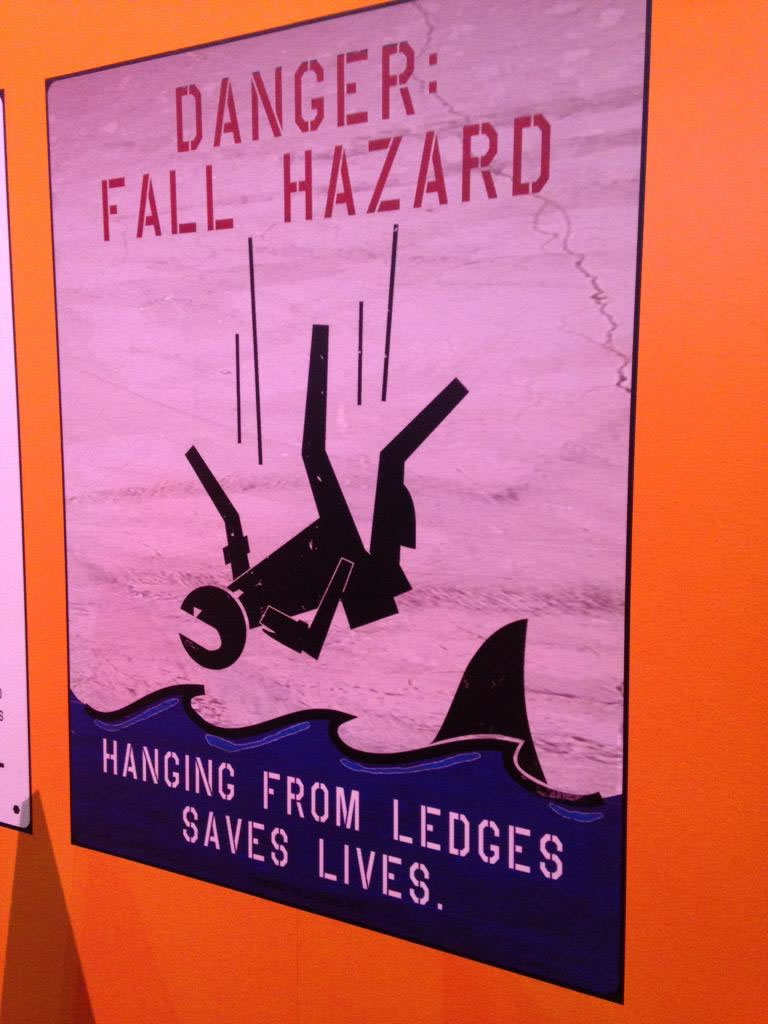 DANGER:
FALL HAZARD
HANGING FROM LEDGES
SAVES LIVES.